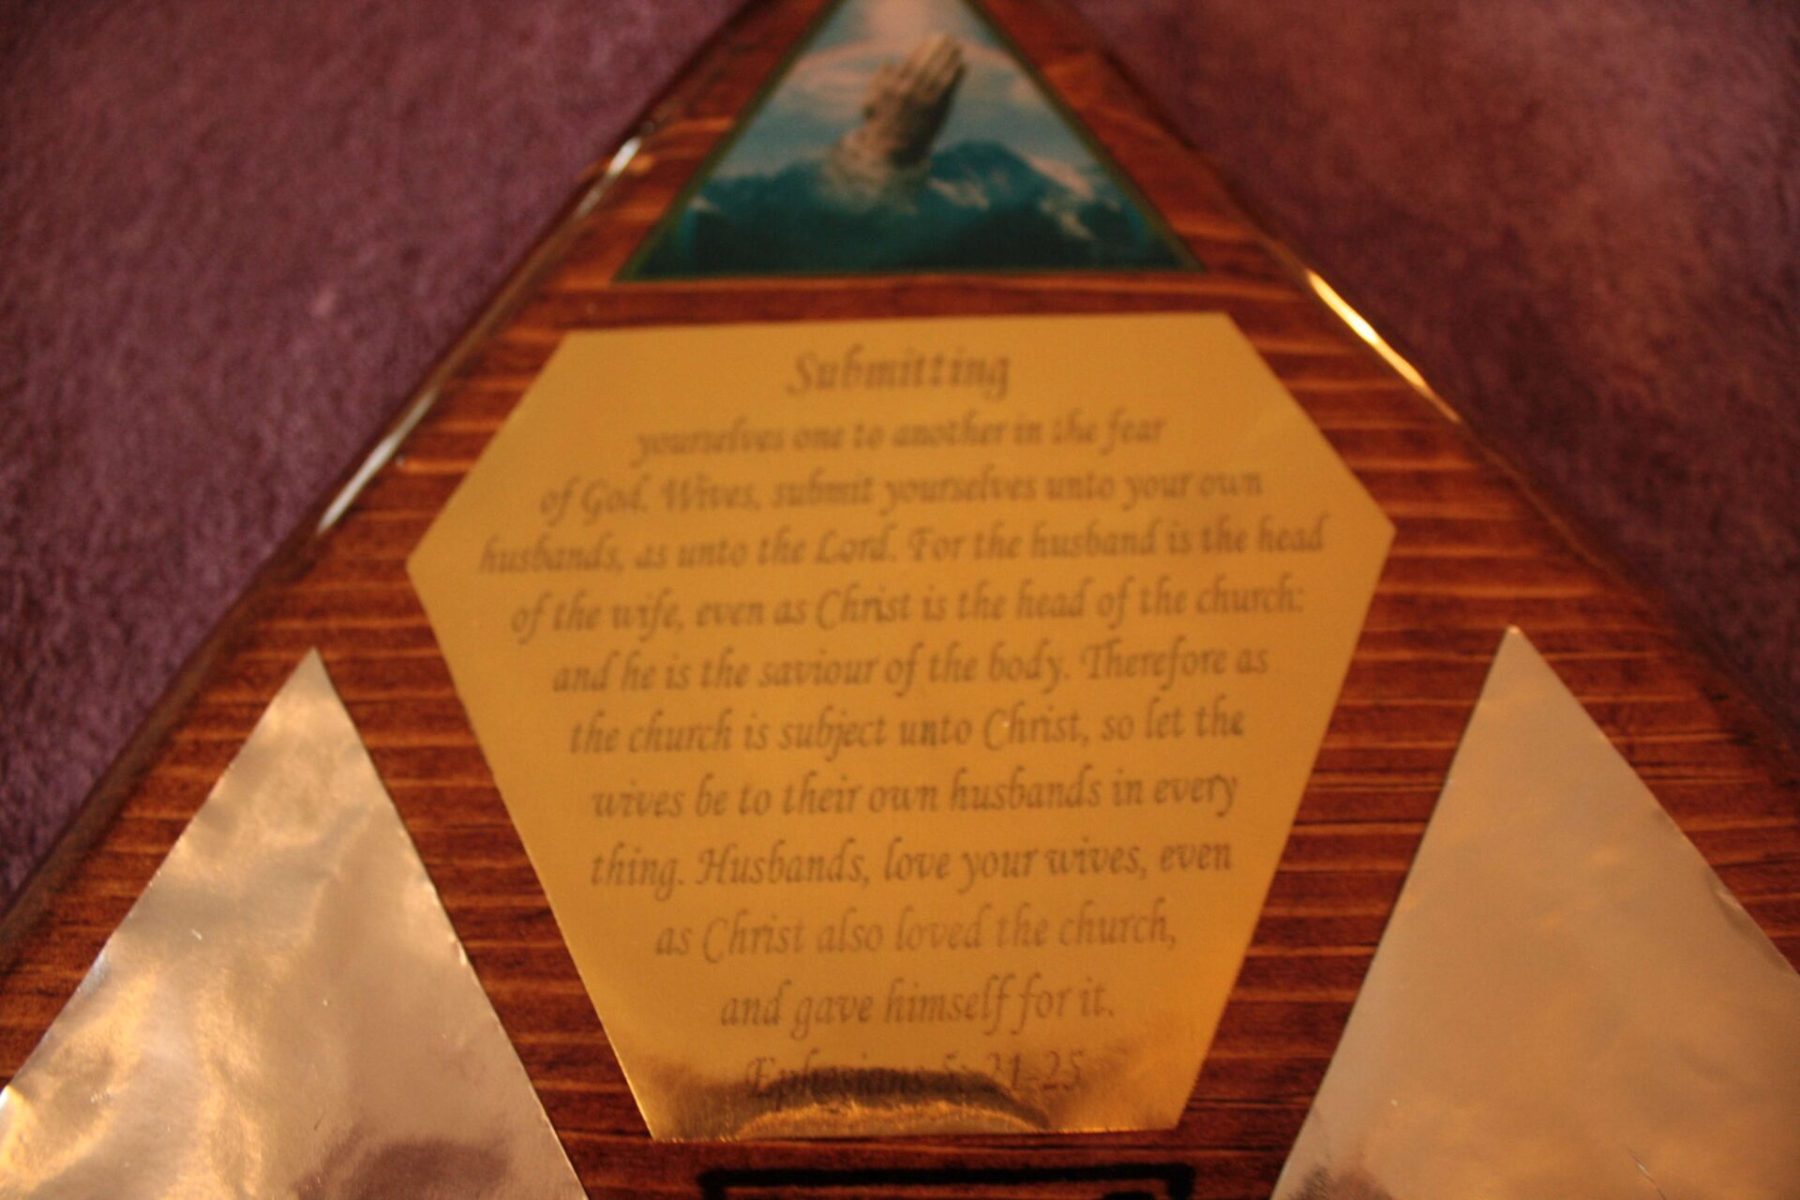 Submitting
yourselves one to another in the fear
of God. Wives, submit yourselves unto your own
husbands, as unto the Lord. For the husband is the head
of the wife, even as Christ is the head of the church:
and he is the saviour of the body. Therefore as
the church is subject unto Christ, so let the
wives be to their own husbands in every
thing. Husbands, love your wives, even
as Christ also loved the church,
and gave himself for it.
Ephesians 5: 21-25